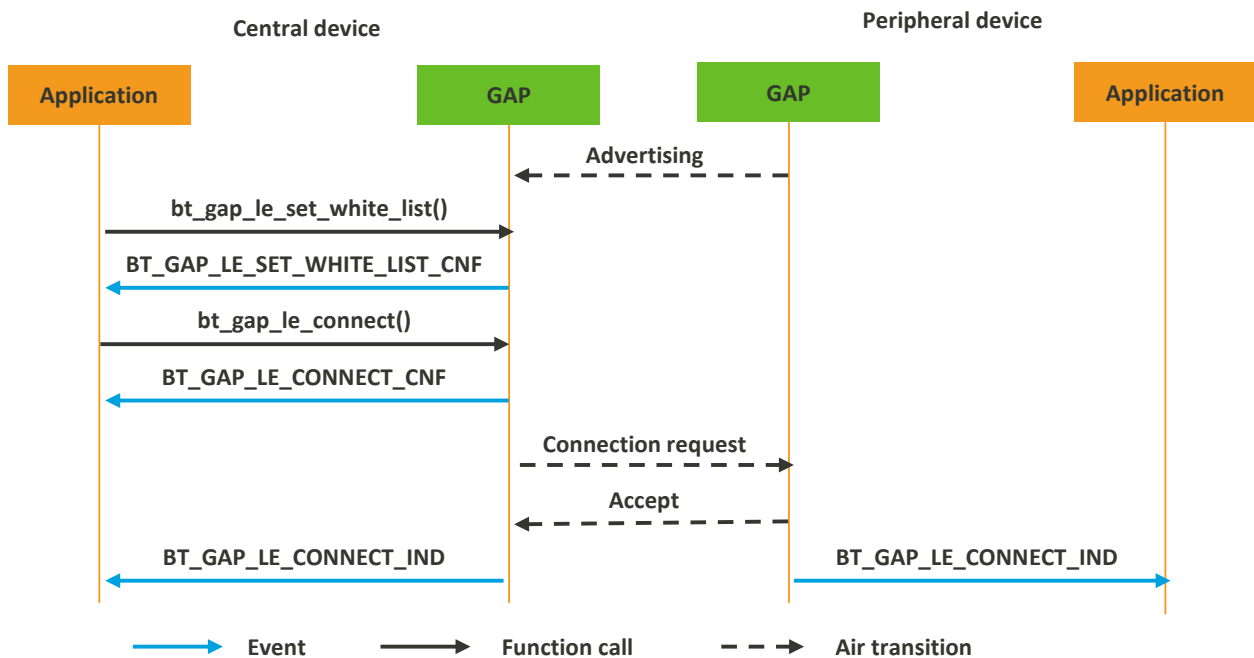 Central device
Peripheral device
Application
GAP
GAP
Application
Advertising
bt_gap_le_set_white_list()
BT_GAP_LE_SET_WHITE_LIST_CNF
bt_gap_le_connect()
BT_GAP_LE_CONNECT_CNF
Connection request
Accept
BT_GAP_LE_CONNECT_IND
BT_GAP_LE_CONNECT_IND
Event
Function call
Air transition